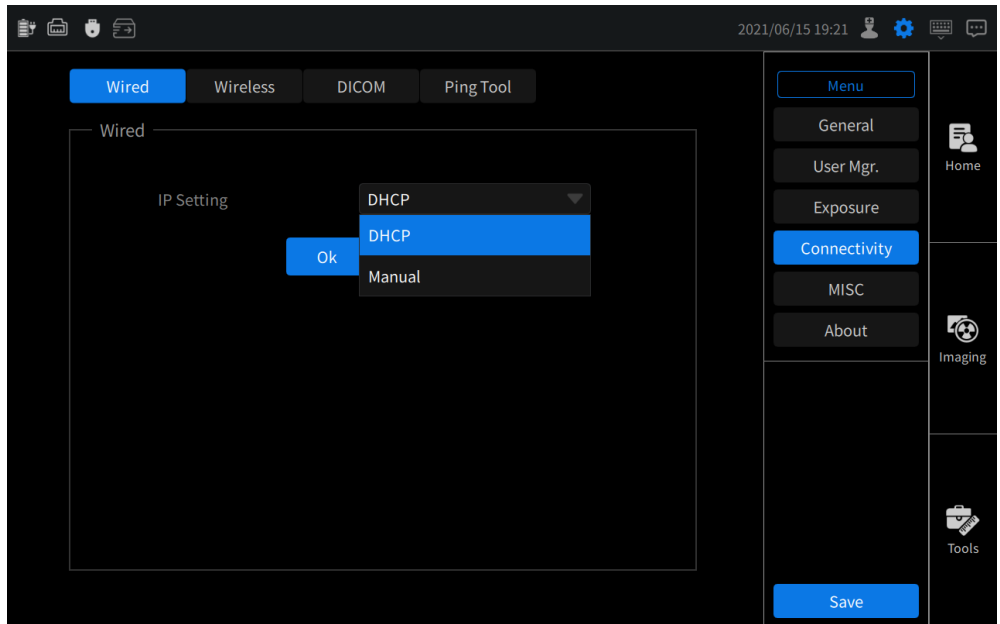 2021/06/15 19:21
Wired
Wireless
DICOM
Ping Tool
Wired
IP Setting
DHCP
DHCP
Manual
Ok
Menu
General
User Mgr.
Exposure
Connectivity
MISC
About
Save
Home
Imaging
Tools